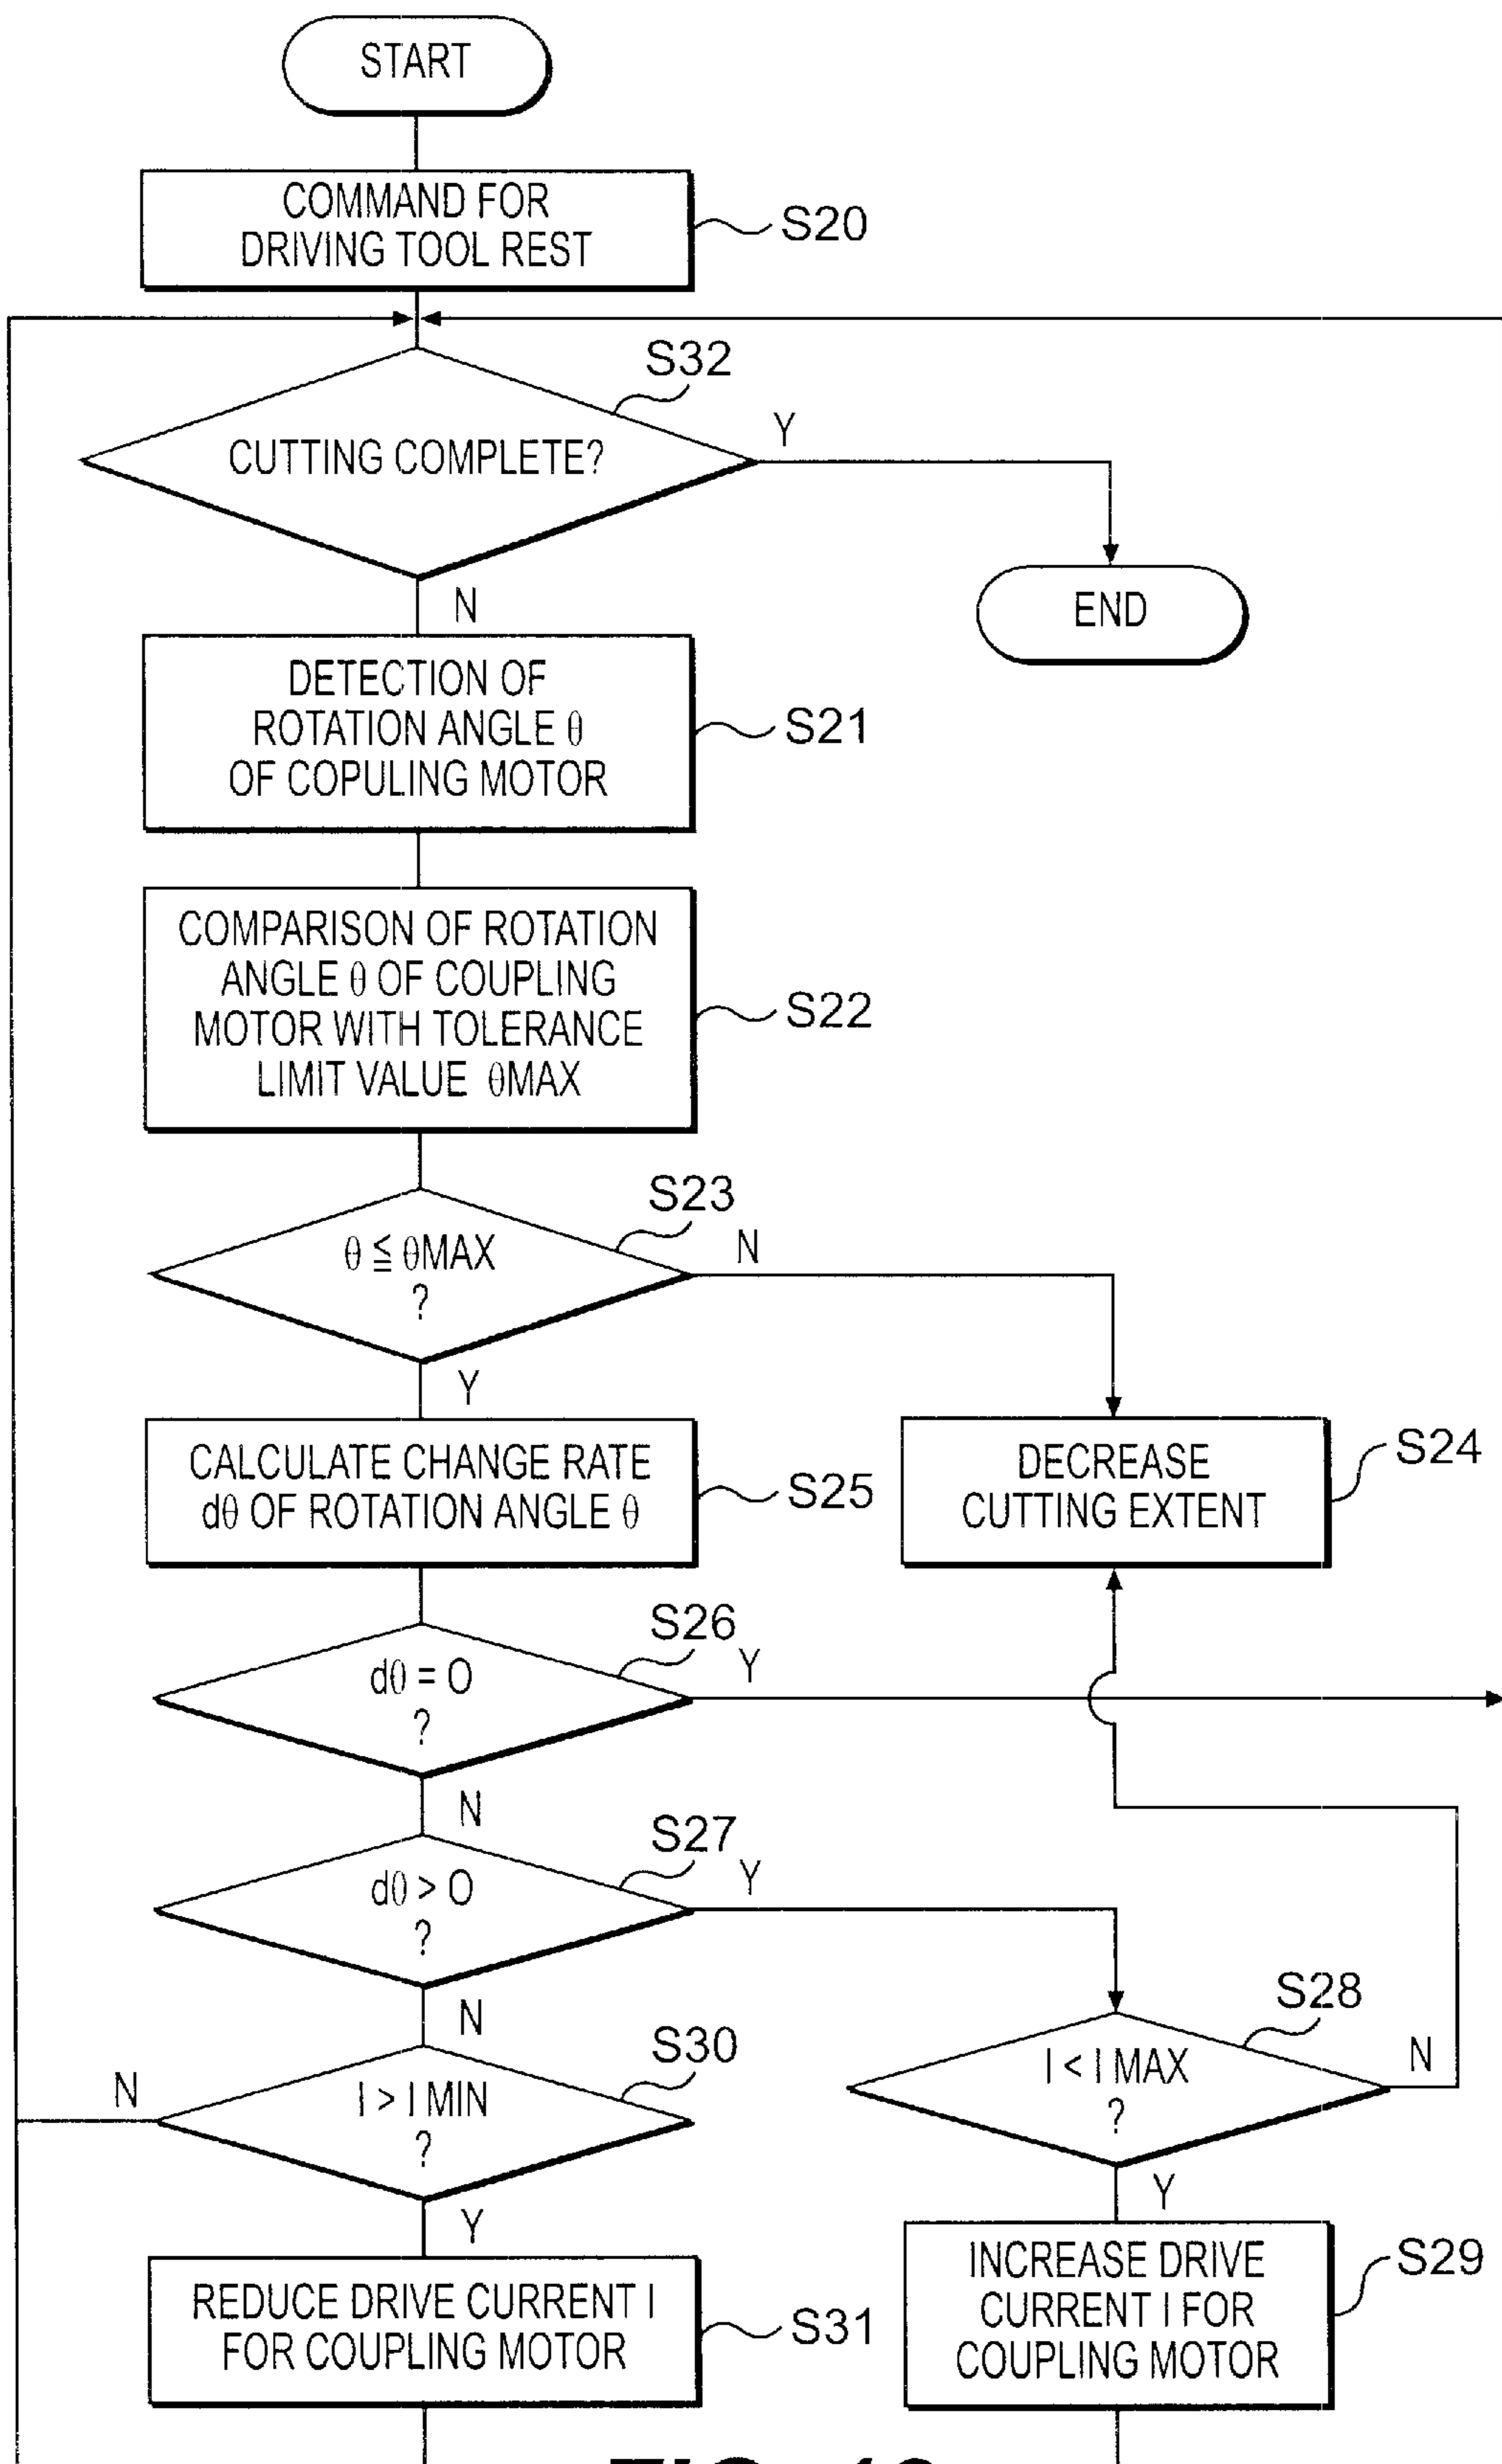 START
COMMAND FOR
DRIVING TOOL REST
S20
S32
CUTTING COMPLETE?
Y
N
END
DETECTION OF
ROTATION ANGLE θ
OF COPULING MOTOR
S21
COMPARISON OF ROTATION
ANGLE θ OF COUPLING
MOTOR WITH TOLERANCE
LIMIT VALUE θMAX
S22
S23
θ ≦ θMAX
?
N
Y
CALCULATE CHANGE RATE
dθ OF ROTATION ANGLE θ
S25
DECREASE
CUTTING EXTENT
S24
S26
dθ = O
?
Y
N
S27
dθ > O
?
Y
N
S28
I < I MAX
?
N
Y
S30
I > I MIN
?
N
Y
REDUCE DRIVE CURRENT I
FOR COUPLING MOTOR
S31
INCREASE DRIVE
CURRENT I FOR
COUPLING MOTOR
S29